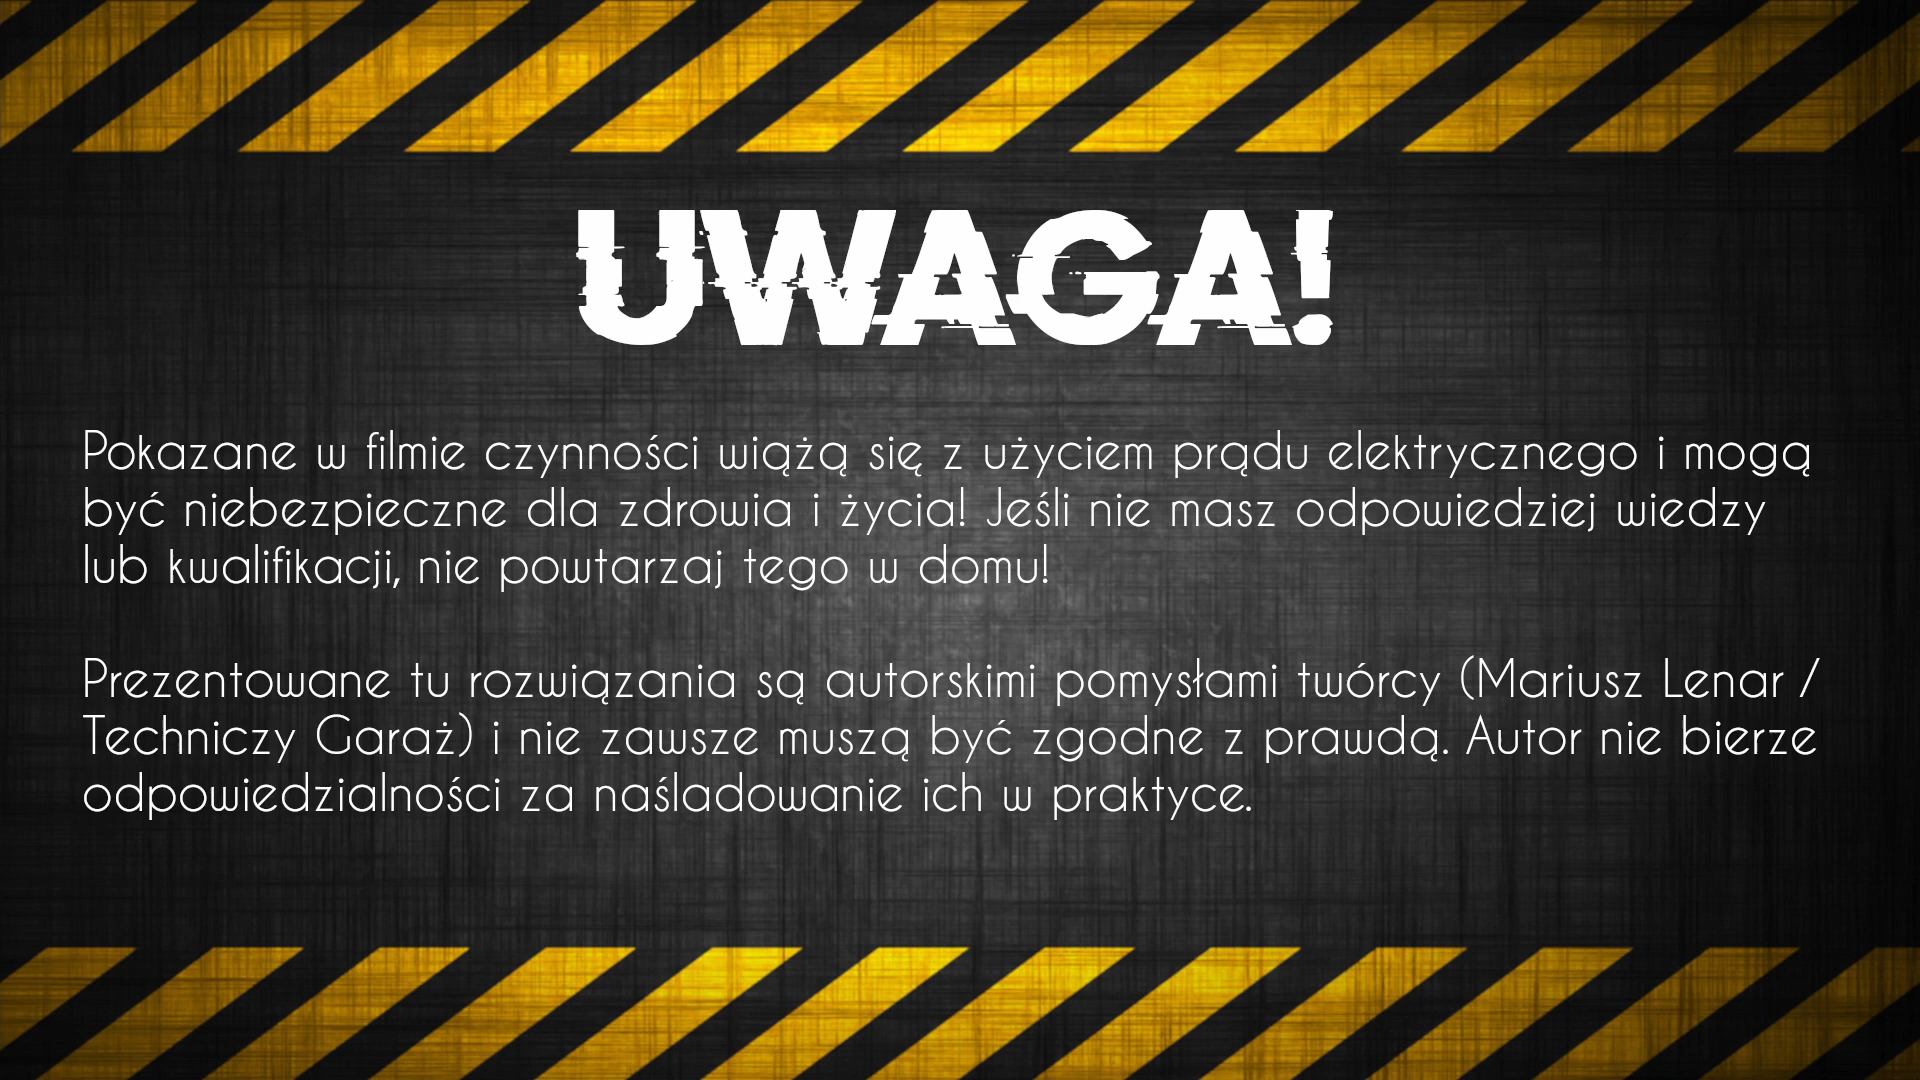 UWAGA!
Pokazane w filmie czynności wiążą się z użyciem prądu elektrycznego i mogą
być niebezpieczne dla zdrowia i życia! Jeśli nie masz odpowiedziej wiedzy
lub kwalifikacji, nie powtarzaj tego w domu!
Prezentowane tu rozwiązania są autorskimi pomysłami twórcy (Mariusz Lenar /
Techniczy Garaż) i nie zawsze muszą być zgodne z prawdą. Autor nie bierze
odpowiedzialności za naśladowanie ich w praktyce.